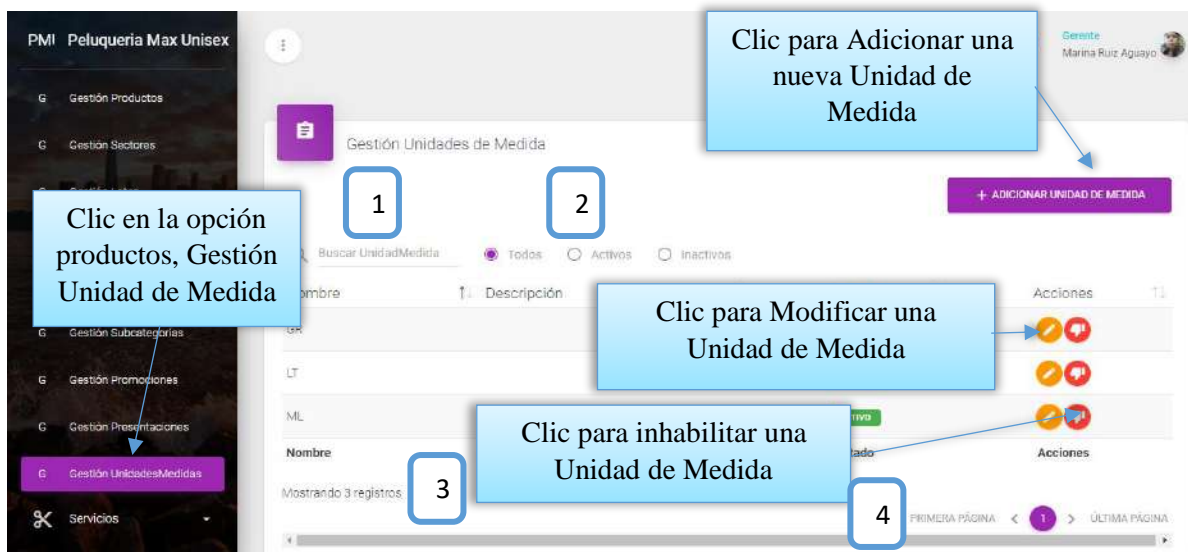 PMI Peluqueria Max Unisex
Gerente
Marina Ruiz Aguayo
Clic para Adicionar una
nueva Unidad de
Medida
G Gestión Productos
G Gestión Sectores
Gestión Unidades de Medida
1
2
+ ADICIONAR UNIDAD DE MEDIDA
Clic en la opción
productos, Gestión
Unidad de Medida
Buscar UnidadMedida
Todos
Activos
Inactivos
Descripción
Acciones
Clic para Modificar una
Unidad de Medida
G Gestión Subcategorías
G Gestión Promociones
LT
G Gestión Presentaciones
ML
Clic para inhabilitar una
Unidad de Medida
Nombre
Acciones
G Gestión UnidadesMedidas
Mostrando 3 registros
3
4
Servicios
PRIMERA PÁGINA < 1 > ÚLTIMA PÁGINA